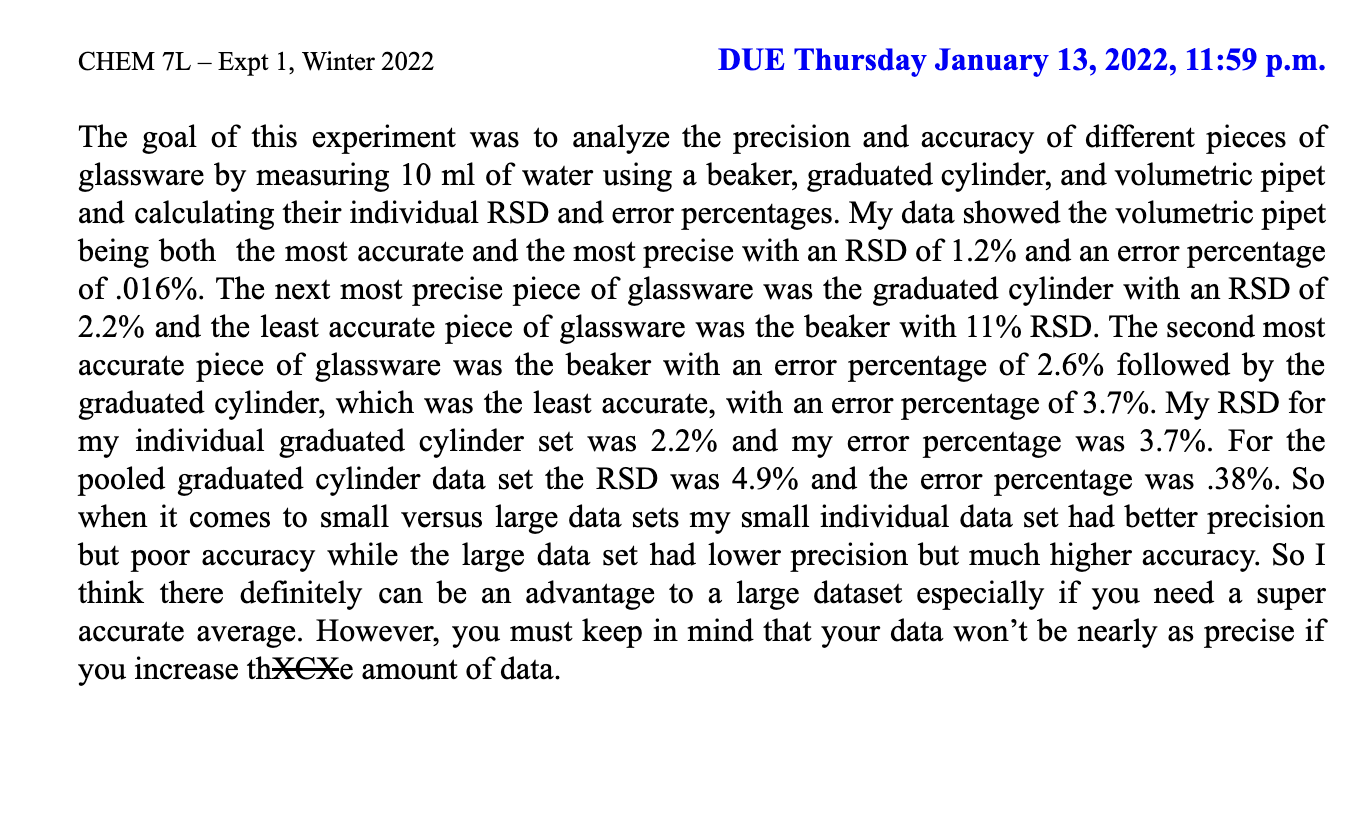 CHEM 7L – Expt 1, Winter 2022 DUE Thursday January 13, 2022, 11:59 p.m.
The goal of this experiment was to analyze the precision and accuracy of different pieces of
glassware by measuring 10 ml of water using a beaker, graduated cylinder, and volumetric pipet
and calculating their individual RSD and error percentages. My data showed the volumetric pipet
being both  the most accurate and the most precise with an RSD of 1.2% and an error percentage
of .016%. The next most precise piece of glassware was the graduated cylinder with an RSD of
2.2% and the least accurate piece of glassware was the beaker with 11% RSD. The second most
accurate piece of glassware was the beaker with an error percentage of 2.6% followed by the
graduated cylinder, which was the least accurate, with an error percentage of 3.7%. My RSD for
my individual graduated cylinder set was 2.2% and my error percentage was 3.7%. For the
pooled graduated cylinder data set the RSD was 4.9% and the error percentage was .38%. So
when it comes to small versus large data sets my small individual data set had better precision
but poor accuracy while the large data set had lower precision but much higher accuracy. So I
think there definitely can be an advantage to a large dataset especially if you need a super
accurate average. However, you must keep in mind that your data won’t be nearly as precise if
you increase thXCXe amount of data.